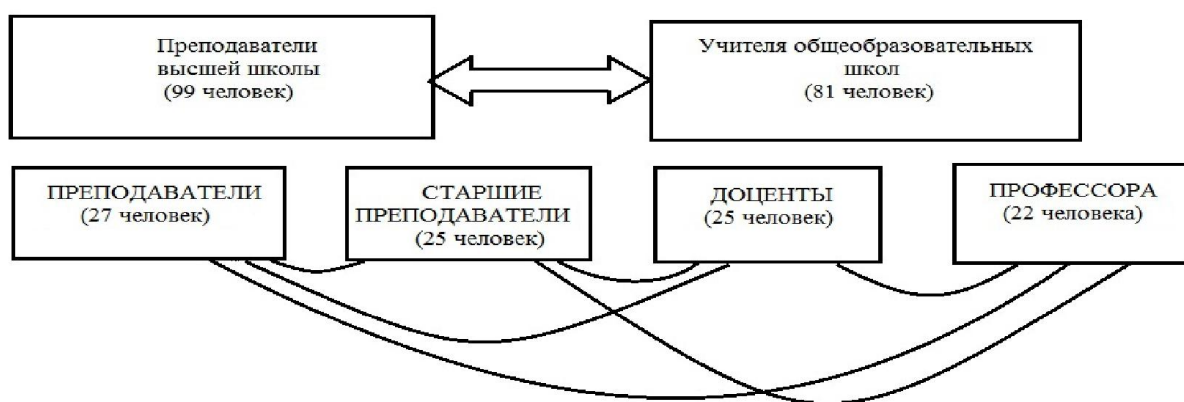 Преподаватели
высшей школы
(99 человек)
Учителя общеобразовательных
школ
(81 человек)
ПРЕПОДАВАТЕЛИ
(27 человек)
СТАРШИЕ
ПРЕПОДАВАТЕЛИ
(25 человек)
ДОЦЕНТЫ
(25 человек)
ПРОФЕССОРА
(22 человека)